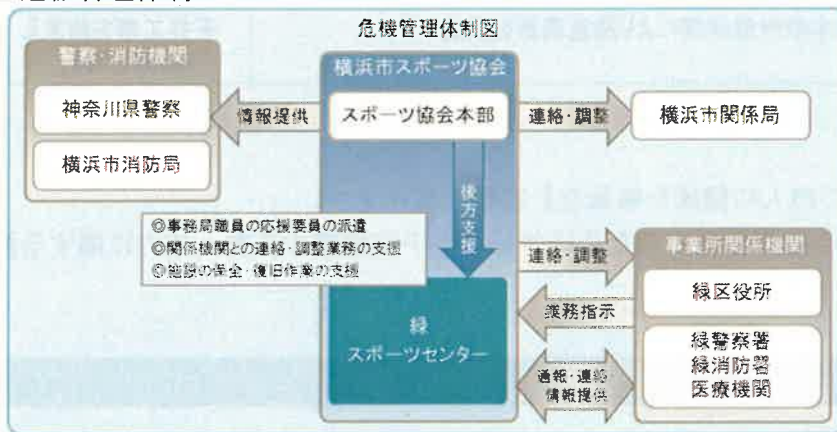 危機管理体制図
警察・消防機関
神奈川県警察
横浜市消防局
情報提供
横浜市スポーツ協会
スポーツ協会本部
連絡・調整
横浜市関係局
後方支援
◎事務局職員の応援要員の派遣
◎関係機関との連絡・調整業務の支援
◎施設の保全・復旧作業の支援
緑
スポーツセンター
連絡・調整
業務指示
通報・連絡・
情報提供
事業所関係機関
緑区役所
緑警察署
緑消防署
医療機関